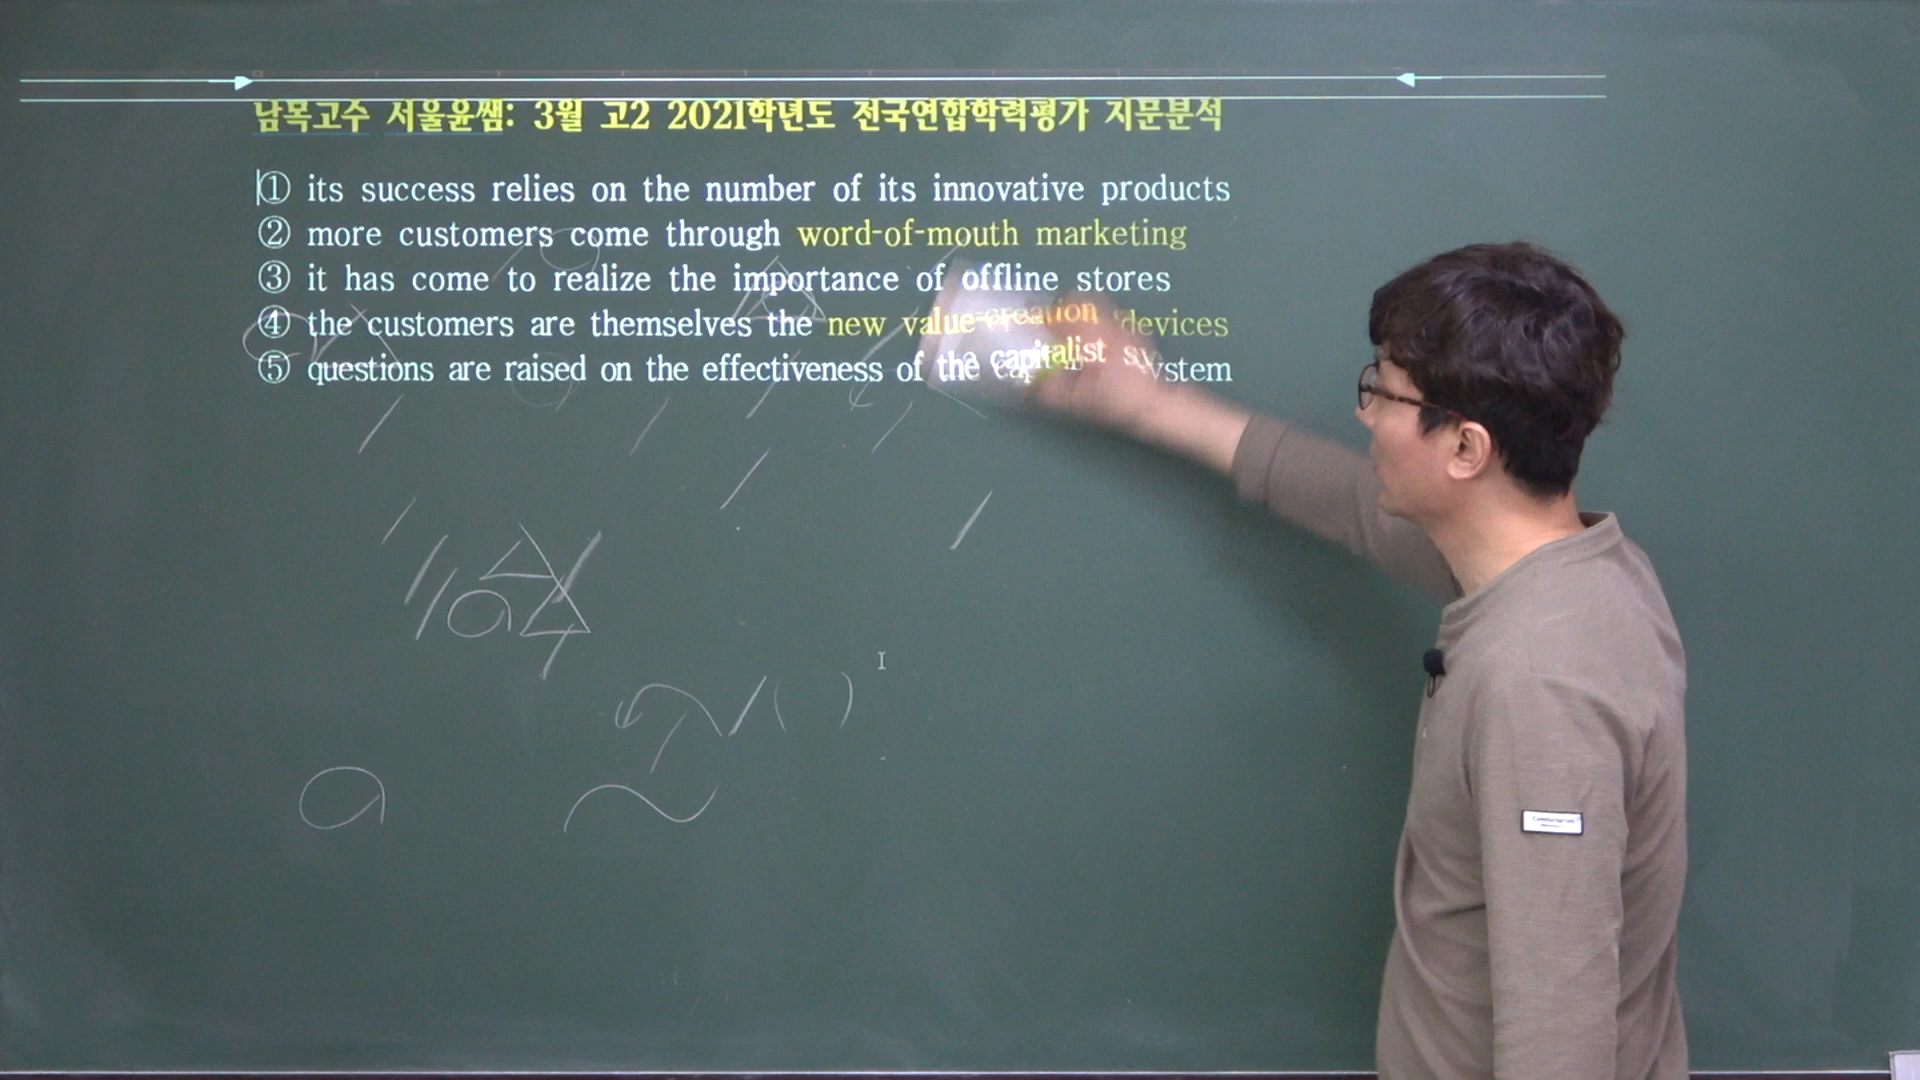 남목고주 서울윤쌤: 3월 고2 2021학년도 전국연합학력평가 지문분석
① its success relies on the number of its innovative products
② more customers come through word-of-mouth marketing
③ it has come to realize the importance of offline stores
④ the customers are themselves the new value-creation devices
⑤ questions are raised on the effectiveness of the capitalist system